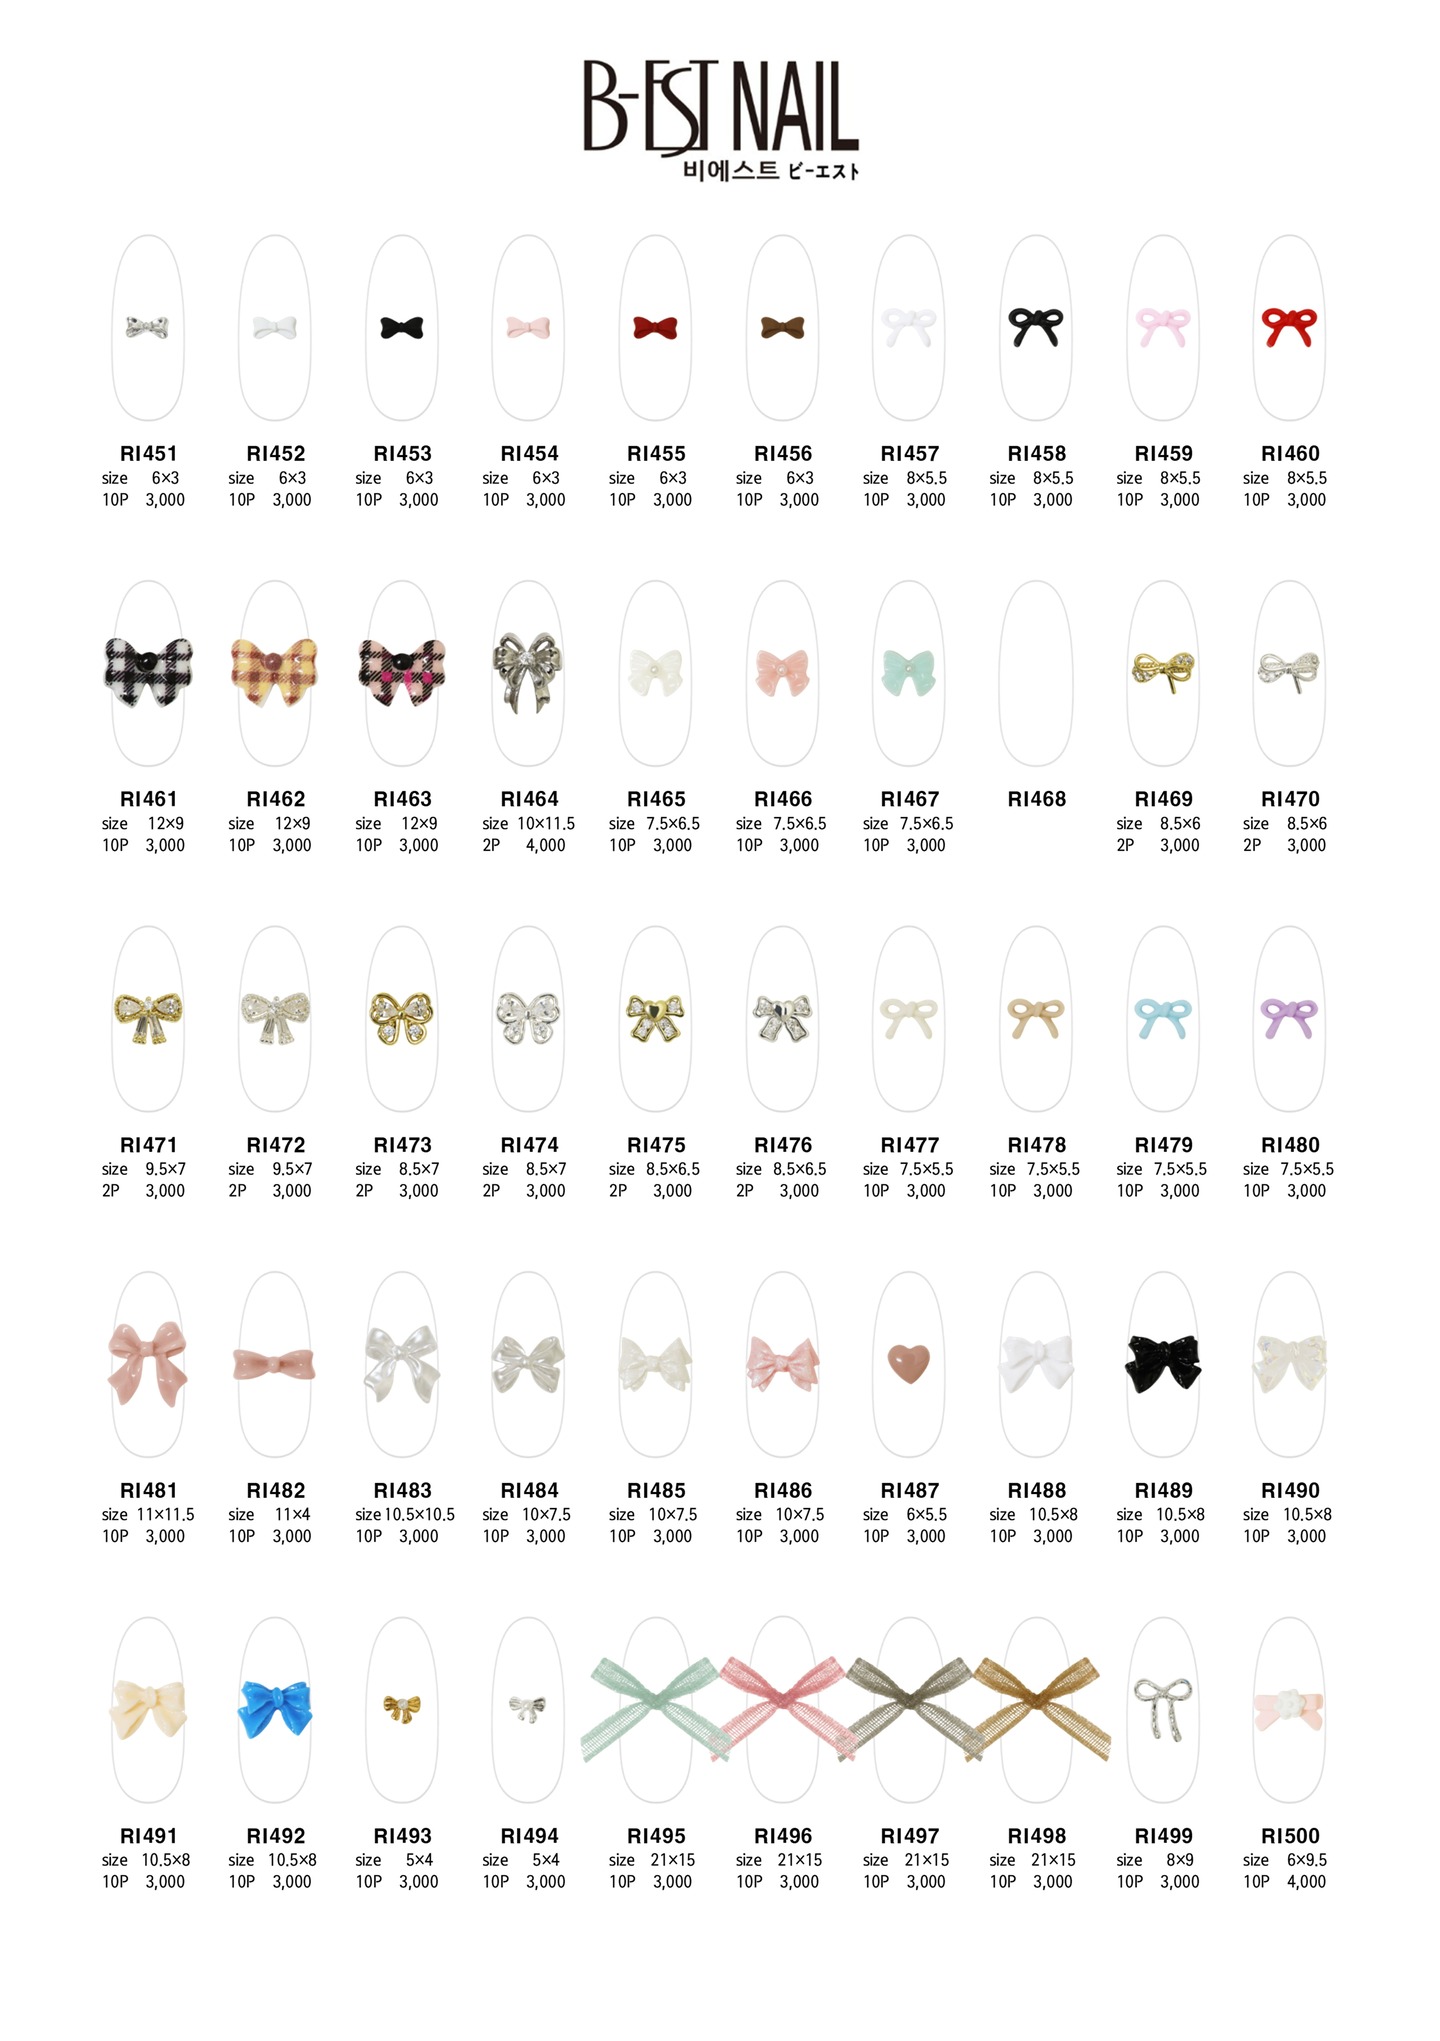 B-EST NAIL
비에스트 ビーエスト
RI451 RI452 RI453 RI454 RI455 RI456 RI457 RI458 RI459 RI460
size 6×3 size 6×3 size 6×3 size 6×3 size 6×3 size 6×3 size 8×5.5 size 8×5.5 size 8×5.5 size 8×5.5
10P 3,000 10P 3,000 10P 3,000 10P 3,000 10P 3,000 10P 3,000 10P 3,000 10P 3,000 10P 3,000 10P 3,000
RI461 RI462 RI463 RI464 RI465 RI466 RI467 RI468 RI469 RI470
size 12×9 size 12×9 size 12×9 size 10×11.5 size 7.5×6.5 size 7.5×6.5 size 7.5×6.5 size 8.5×6 size 8.5×6
10P 3,000 10P 3,000 10P 3,000 2P 4,000 10P 3,000 10P 3,000 10P 3,000 2P 3,000 2P 3,000
RI471 RI472 RI473 RI474 RI475 RI476 RI477 RI478 RI479 RI480
size 9.5×7 size 9.5×7 size 8.5×7 size 8.5×7 size 8.5×6.5 size 8.5×6.5 size 7.5×5.5 size 7.5×5.5 size 7.5×5.5 size 7.5×5.5
2P 3,000 2P 3,000 2P 3,000 2P 3,000 2P 3,000 2P 3,000 10P 3,000 10P 3,000 10P 3,000 10P 3,000
RI481 RI482 RI483 RI484 RI485 RI486 RI487 RI488 RI489 RI490
size 11×11.5 size 11×4 size 10.5×10.5 size 10×7.5 size 10×7.5 size 10×7.5 size 6×5.5 size 10.5×8 size 10.5×8 size 10.5×8
10P 3,000 10P 3,000 10P 3,000 10P 3,000 10P 3,000 10P 3,000 10P 3,000 10P 3,000 10P 3,000 10P 3,000
RI491 RI492 RI493 RI494 RI495 RI496 RI497 RI498 RI499 RI500
size 10.5×8 size 10.5×8 size 5×4 size 5×4 size 21×15 size 21×15 size 21×15 size 21×15 size 8×9 size 6×9.5
10P 3,000 10P 3,000 10P 3,000 10P 3,000 10P 3,000 10P 3,000 10P 3,000 10P 3,000 10P 3,000 10P 4,000